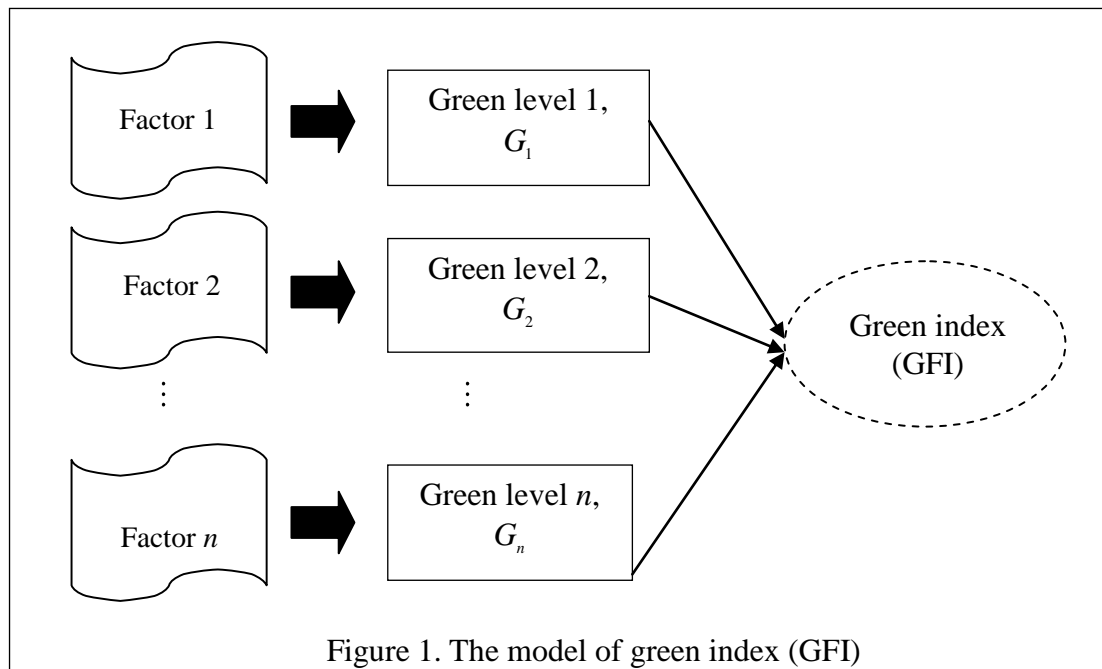 Factor 1
Green level 1,
G₁
Factor 2
Green level 2,
G₂
Green index
(GFI)
⋮ ⋮
Factor n
Green level n,
Gₙ
Figure 1. The model of green index (GFI)